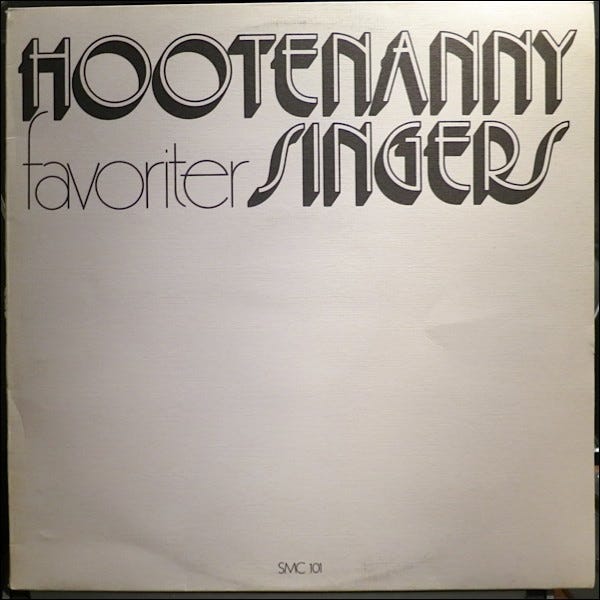 HOOTENANNY
favoriter SINGERS
SMC 101